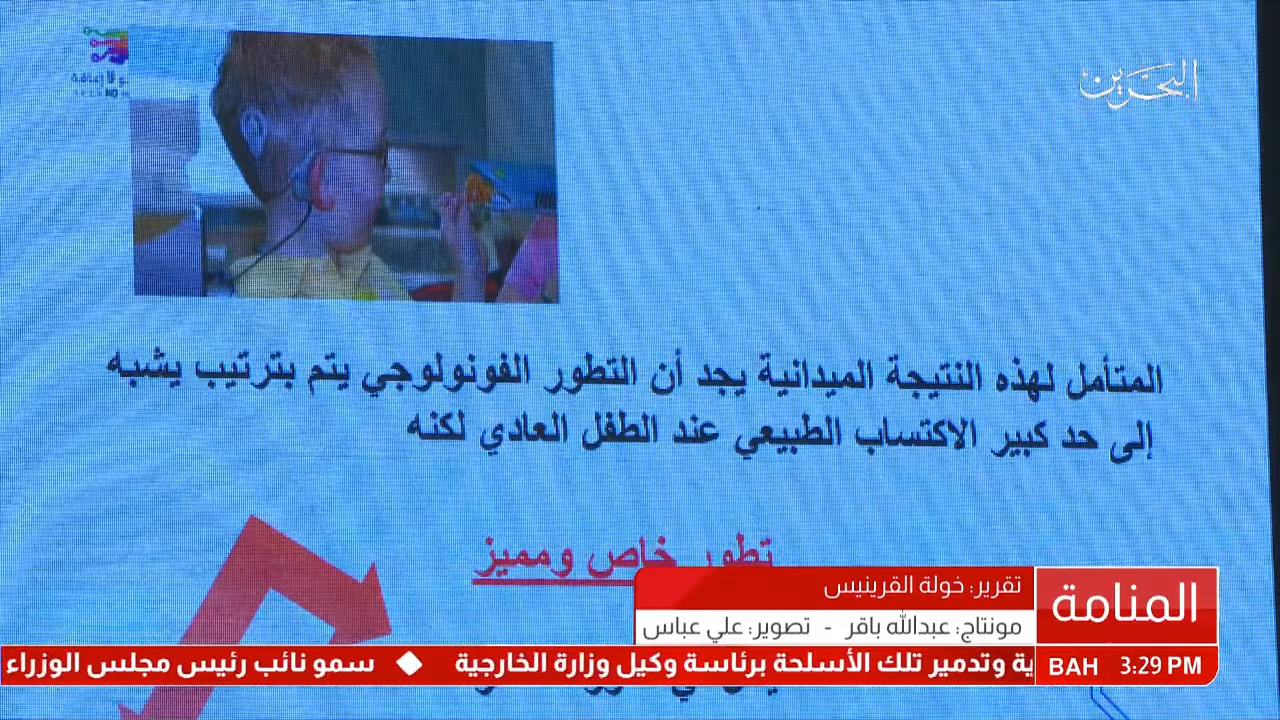 البحرين
المتأمل لهذه النتيجة الميدانية يجد أن التطور الفونولوجي يتم بترتيب يشبه
إلى حد كبير الاكتساب الطبيعي عند الطفل العادي لكنه
تطور خاص ومميز
المنامة
تقرير: خولة القرينيس
مونتاج: عبدالله باقر - تصوير: علي عباس
BAH 3:29 PM
ية وتدمير تلك الأسلحة برئاسة وكيل وزارة الخارجية ◆ سمو نائب رئيس مجلس الوزراء